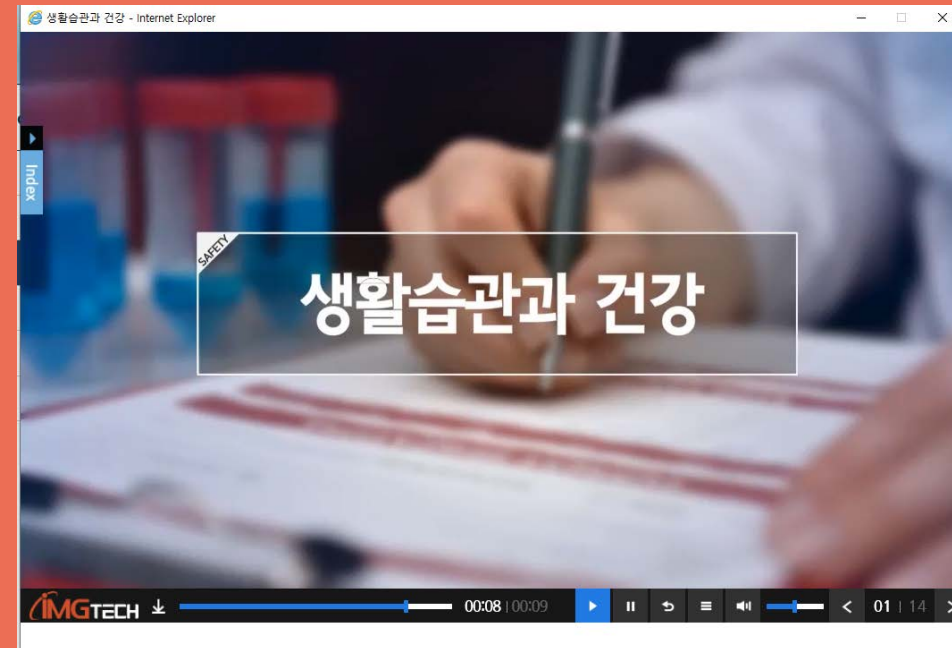 생활습관과 건강 - Internet Explorer
Index
SAFETY
생활습관과 건강
IMGTECH
00:08 | 00:09
01 | 14